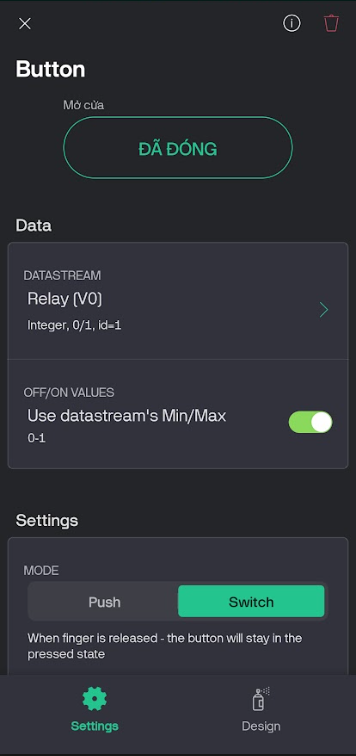 Button
Mở cửa
ĐÃ ĐÓNG
Data
DATASTREAM
Relay (V0)
Integer, 0/1, id=1
OFF/ON VALUES
Use datastream's Min/Max
0-1
Settings
MODE
Push
Switch
When finger is released - the button will stay in the
pressed state
Settings
Design